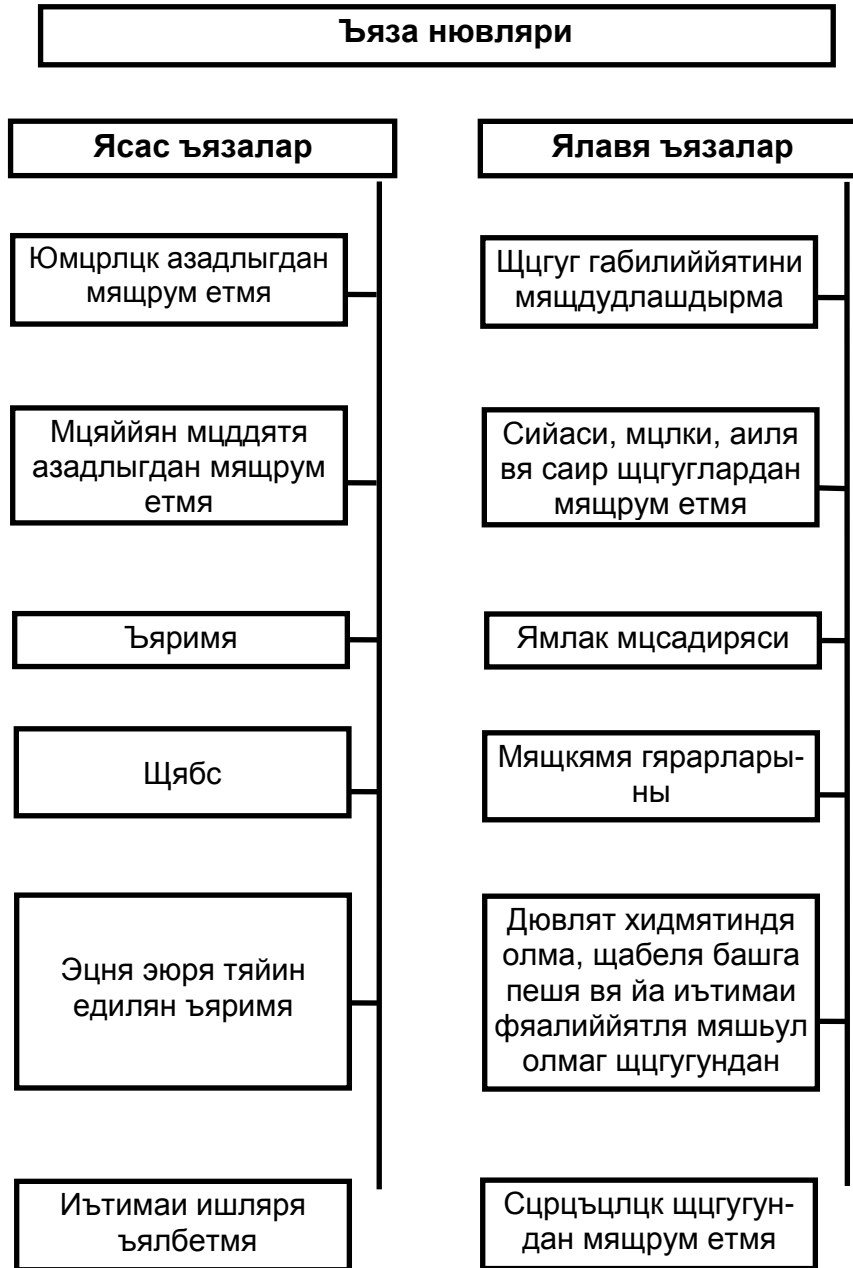 Ъяза нювляри
Ясас ъязалар
Юмцрлцк азадлыгдан
мящрум етмя
Мцяййян мцддятя
азадлыгдан мящрум
етмя
Ъяримя
Щябс
Эцня эюря тяйин
едилян ъяримя
Иътимаи ишляря
ъялбетмя
Ялавя ъязалар
Щцгуг габилиййятини
мящдудлашдырма
Сийаси, мцлки, аиля
вя саир щцгуглардан
мящрум етмя
Ямлак мцсадиряси
Мящкямя гярарлары-
ны
Дювлят хидмятиндя
олма, щабеля башга
пешя вя йа иътимаи
фяалиййятля мяшьул
олмаг щцгугундан
Сцрцъцлцк щцгугун-
дан мящрум етмя